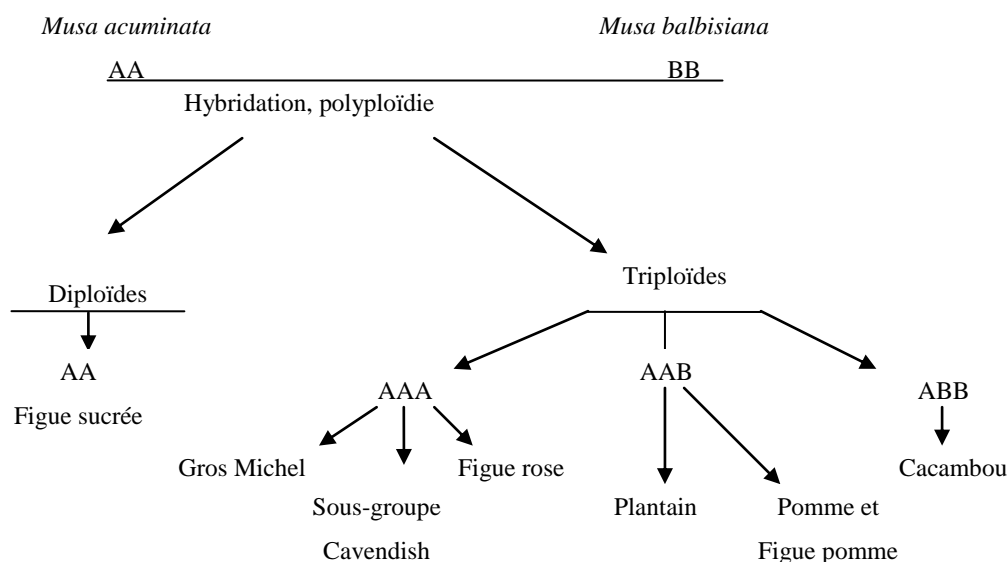 Musa acuminata Musa balbisiana
AA BB
Hybridation, polyploïdie
Triploïdes
Diploïdes
AA AAA AAB ABB
Figue sucrée
Gros Michel Figue rose Cacambou
Sous-groupe Plantain Pomme et
Cavendish Figue pomme